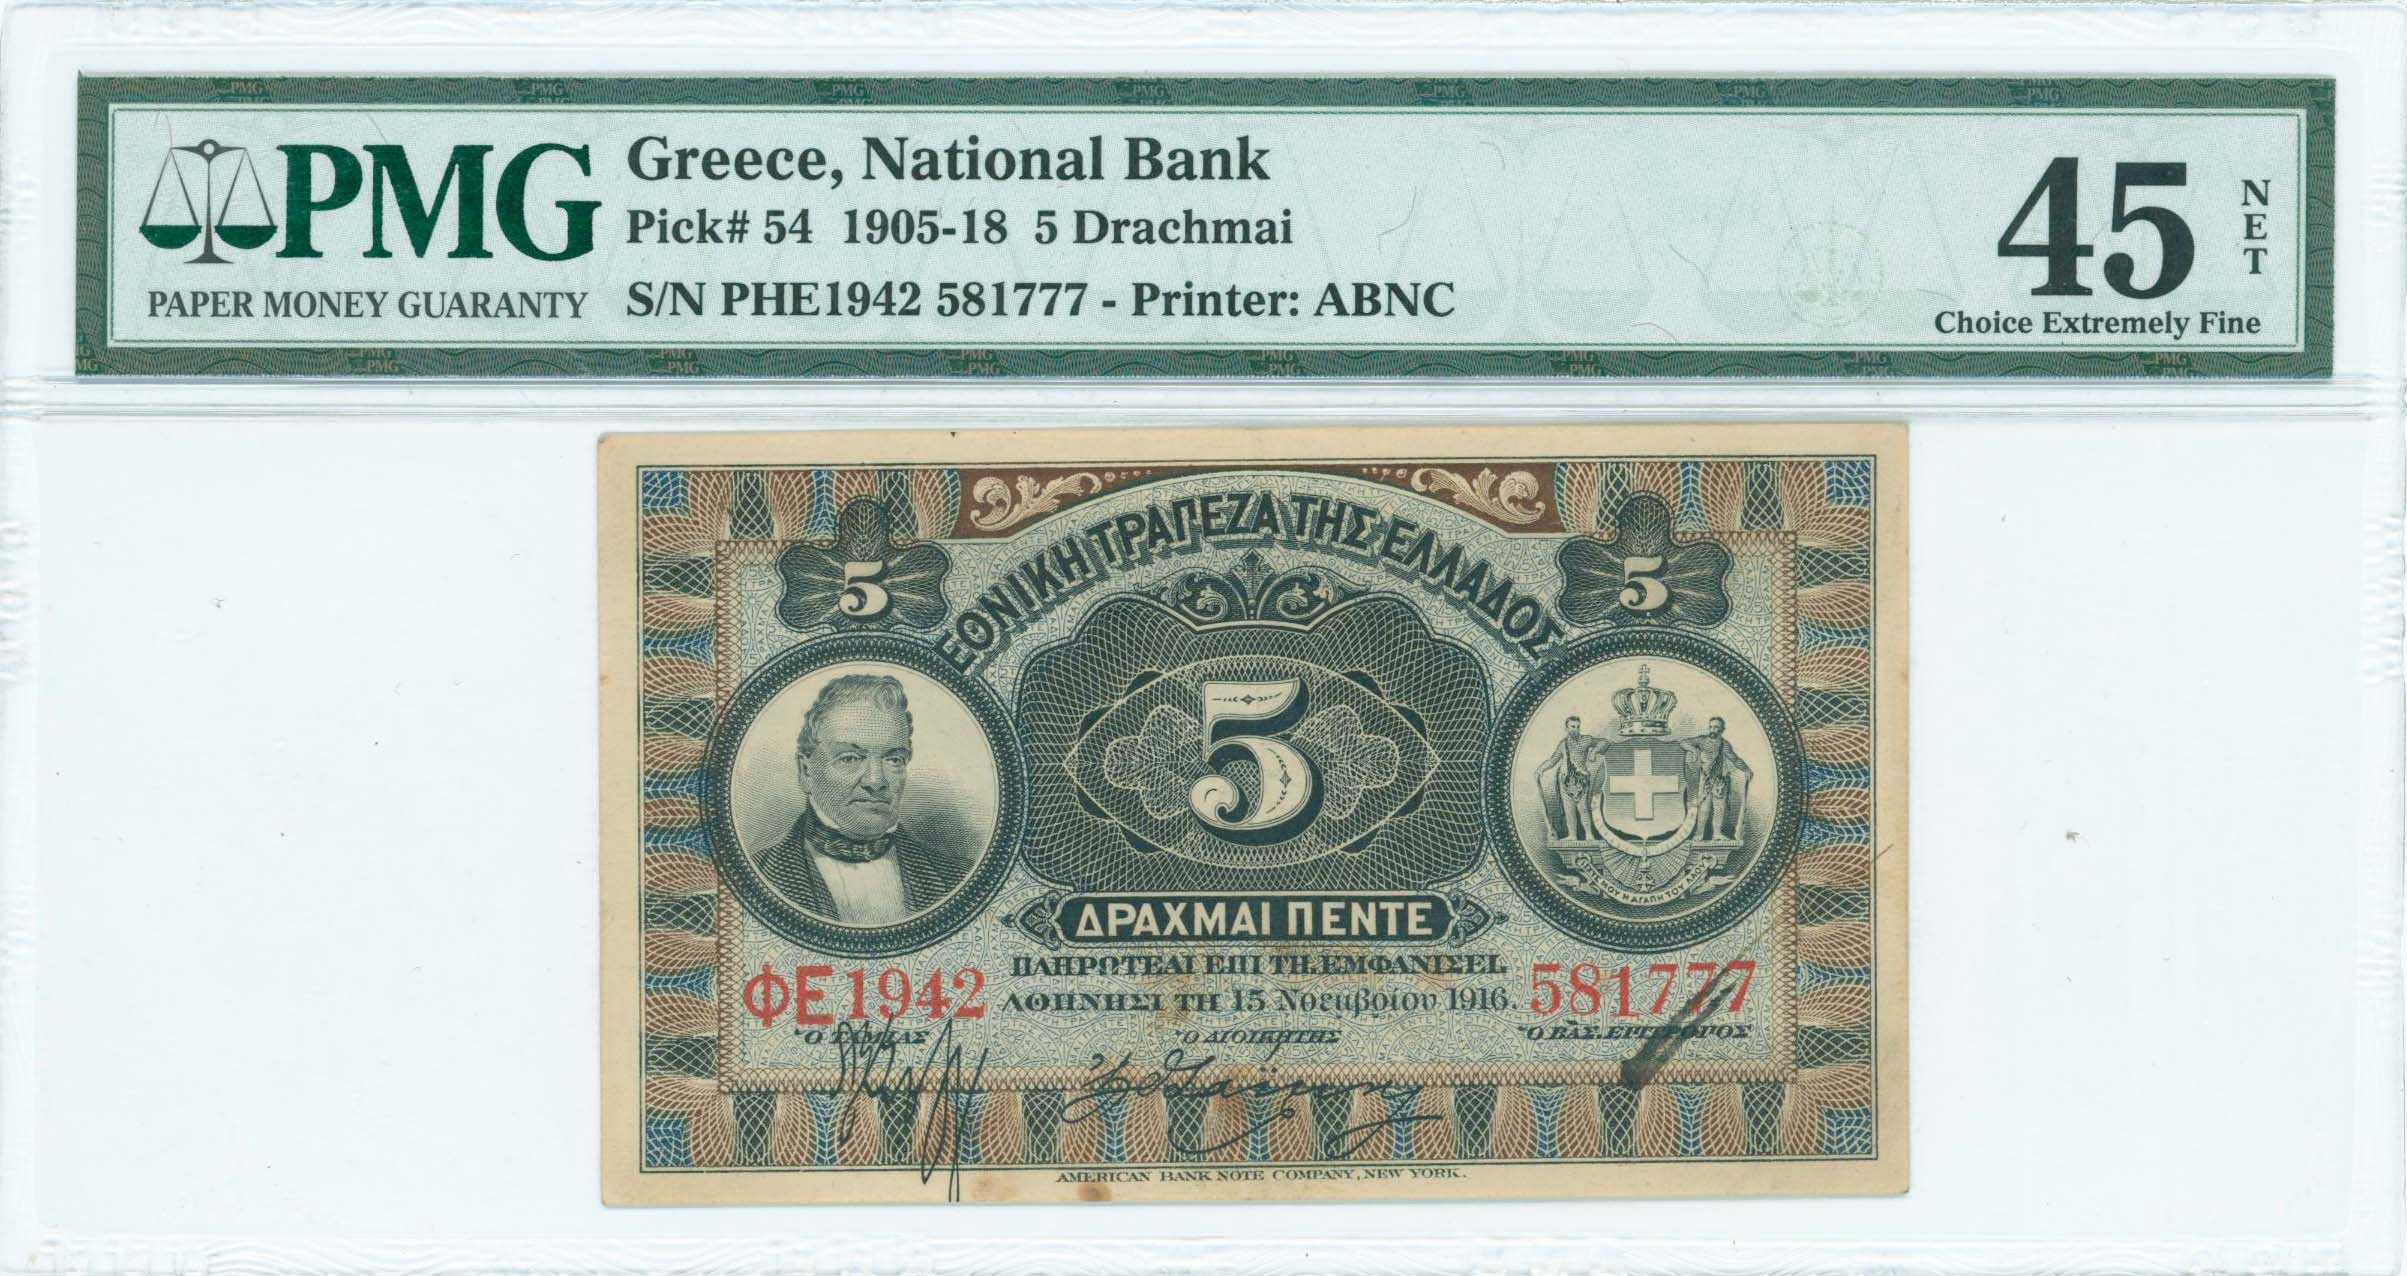 PMG
PAPER MONEY GUARANTY
Greece, National Bank
Pick# 54 1905-18 5 Drachmai
S/N PHE1942 581777 - Printer: ABNC
45
NET
Choice Extremely Fine
5
ΕΘΝΙΚΗ ΤΡΑΠΕΖΑ ΤΗΣ ΕΛΛΑΔΟΣ
5
5
ΔΡΑΧΜΑΙ ΠΕΝΤΕ
ΠΛΗΡΩΤΕΑΙ ΕΠΙ ΤΗ, ΕΜΦΑΝΙΣΕΙ.
ΦΕ1942
ΑΘΗΝΗΣΙ ΤΗ 15 Νοεμβρίου 1916.
581777
Ὁ ΤΑΜΙΑΣ
Ὁ ΔΙΟΙΚΗΤΗΣ
Ὁ ΒΑΣ. ΕΠΙΤΡΟΠΟΣ
AMERICAN BANK NOTE COMPANY, NEW YORK.